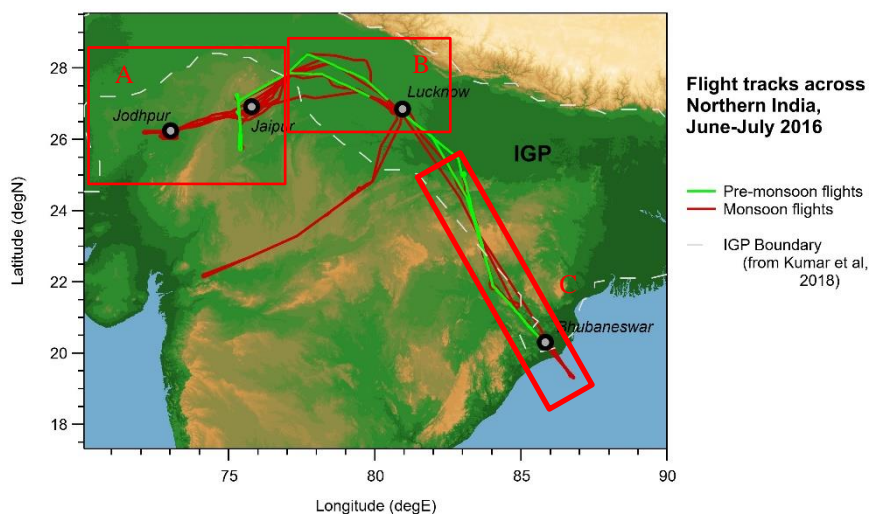 Flight tracks across
Northern India,
June-July 2016
Pre-monsoon flights
Monsoon flights
IGP Boundary
(from Kumar et al,
2018)
A
B
C
Jodhpur
Jaipur
Lucknow
IGP
Bhubaneswar
Latitude (degN)
28
26
24
22
20
18
75
80
85
90
Longitude (degE)